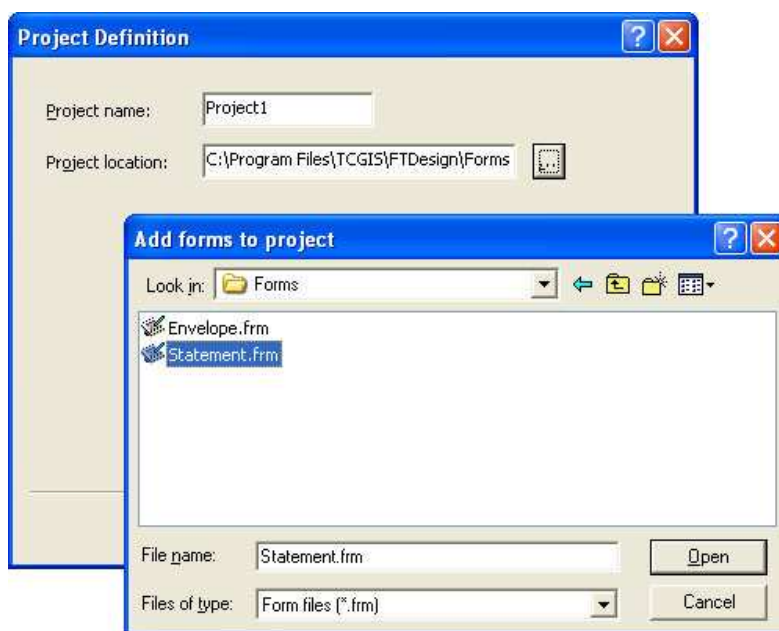 Project Definition
?
Project name: Project1
Project location: C:\Program Files\TCGIS\FTDesign\Forms ...
Add forms to project
?
Look in: Forms
Envelope.frm
Statement.frm
File name: Statement.frm Open
Files of type: Form files (*.frm) Cancel